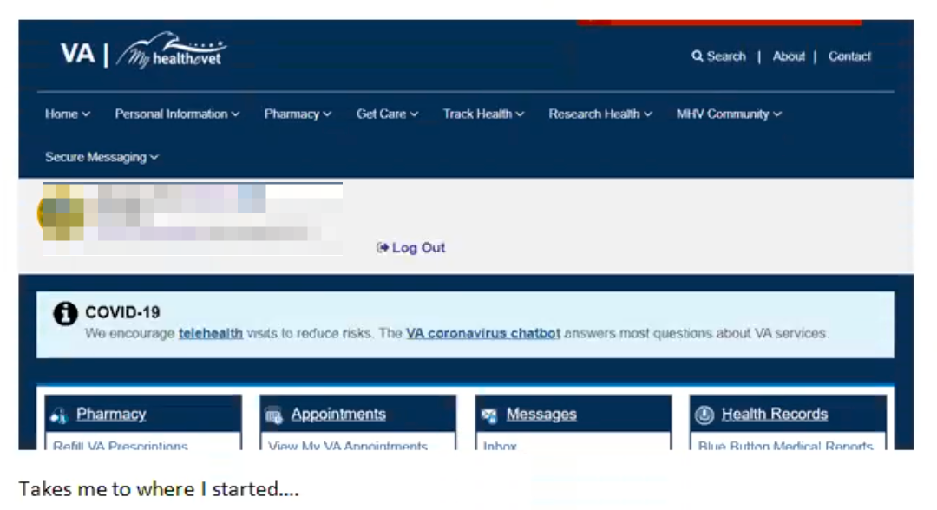 VA | My healthevet
Search | About | Contact
Home Personal Information Pharmacy Get Care Track Health Research Health MHV Community
Secure Messaging
Log Out
COVID-19
We encourage telehealth visits to reduce risks. The VA coronavirus chatbot answers most questions about VA services
Pharmacy Appointments Messages Health Records
Refill VA Prescriptions View My VA Appointments Inbox Blue Button Medical Reports
Takes me to where I started....